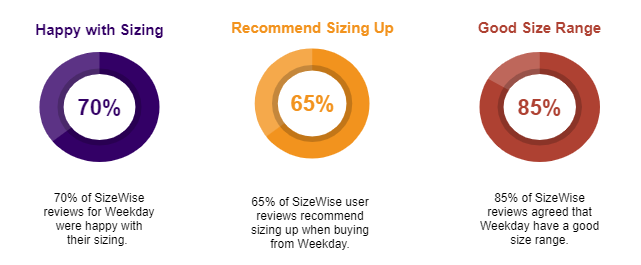 Happy with Sizing
70%
70% of SizeWise
reviews for Weekday
were happy with
their sizing.
Recommend Sizing Up
65%
65% of SizeWise user
reviews recommend
sizing up when buying
from Weekday.
Good Size Range
85%
85% of SizeWise
reviews agreed that
Weekday have a good
size range.